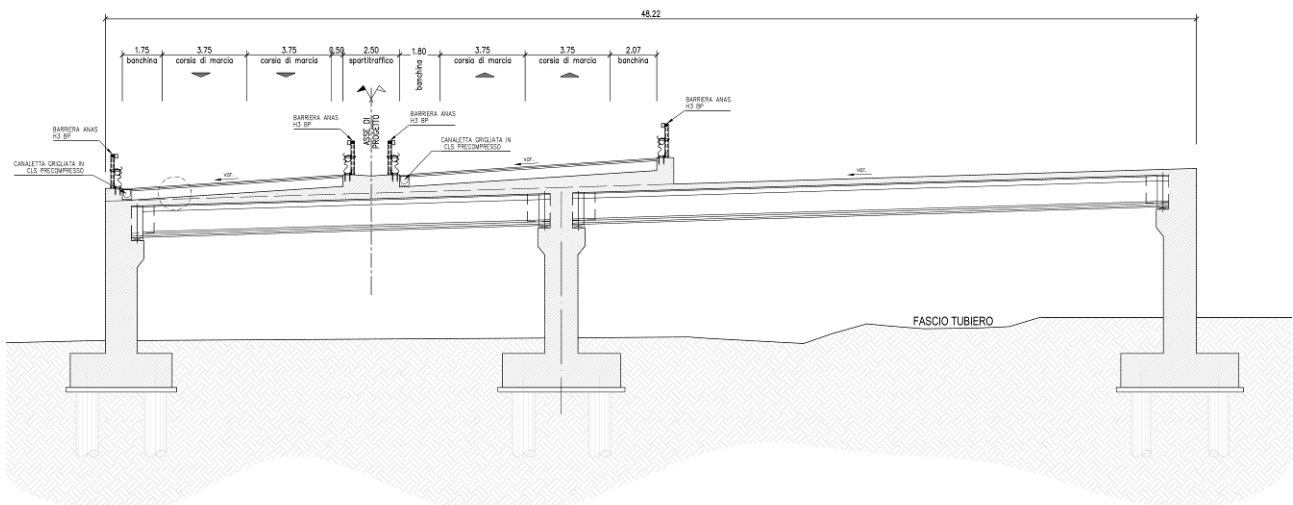 48.22
1.75
banchina
3.75
corsia di marcia
3.75
corsia di marcia
0.50
2.50
spartitraffico
1.80
banchina
3.75
corsia di marcia
3.75
corsia di marcia
2.07
banchina
BARRIERA ANAS
H3 BP
BARRIERA ANAS
H3 BP
ASSE DI
PROGETTO
BARRIERA ANAS
H3 BP
BARRIERA ANAS
H3 BP
CANALETTA GRIGLIATA IN
CLS PRECOMPRESSO
CANALETTA GRIGLIATA IN
CLS PRECOMPRESSO
var.
var.
var.
FASCIO TUBIERO